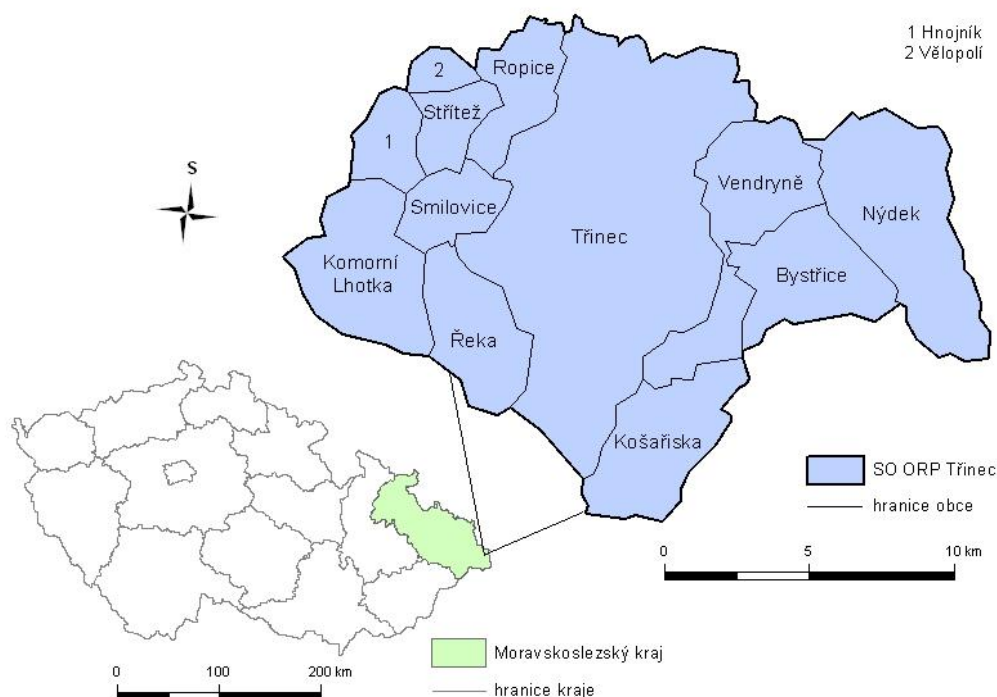 1 Hnojník
2 Vělopolí
Ropice
2
Střítež
1
S
Vendryně
Smilovice
Nýdek
Třinec
Komorní
Lhotka
Bystřice
Řeka
Košařiska
SO ORP Třinec
hranice obce
0 5 10 km
Moravskoslezský kraj
0 100 200 km
hranice kraje